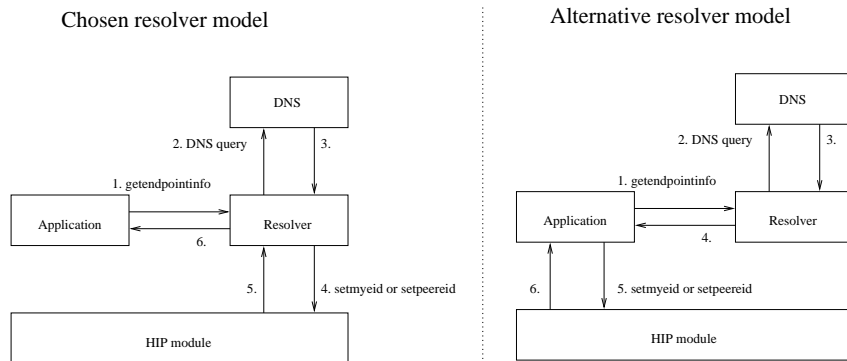 Chosen resolver model
DNS
2. DNS query
3.
1. getendpointinfo
Application
Resolver
6.
5.
4. setmyeid or setpeereid
HIP module
Alternative resolver model
DNS
2. DNS query
3.
1. getendpointinfo
Application
Resolver
4.
6.
5. setmyeid or setpeereid
HIP module